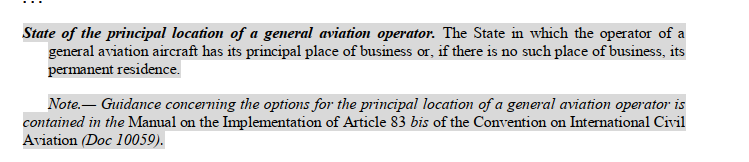 ...
State of the principal location of a general aviation operator. The State in which the operator of a
general aviation aircraft has its principal place of business or, if there is no such place of business, its
permanent residence.
Note.— Guidance concerning the options for the principal location of a general aviation operator is
contained in the Manual on the Implementation of Article 83 bis of the Convention on International Civil
Aviation (Doc 10059).